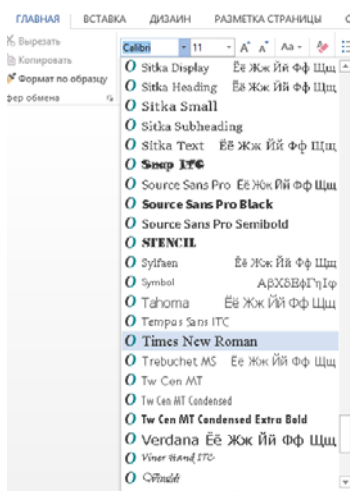 ГЛАВНАЯ ВСТАВКА ДИЗАЙН РАЗМЕТКА СТРАНИЦЫ
Вырезать
Копировать
Формат по образцу
фер обмена
Calibri 11 A A Aa
O Sitka Display Ёё Жж Йй Фф Щщ
O Sitka Heading Ёё Жж Йй Фф Щщ
O Sitka Small
O Sitka Subheading
O Sitka Text Ёё Жж Йй Фф Щщ
O Snap ITC
O Source Sans Pro Ёё Жж Йй Фф Щщ
O Source Sans Pro Black
O Source Sans Pro Semibold
O STENCIL
O Sylfaen Ёё Жж Йй Фф Щщ
O Symbol ΑβΧδΕφΓηΙφ
O Tahoma Ёё Жж Йй Фф Щщ
O Tempus Sans ITC
O Times New Roman
O Trebuchet MS Ёё Жж Йй Фф Щщ
O Tw Cen MT
O Tw Cen MT Condensed
O Tw Cen MT Condensed Extra Bold
O Verdana Ёё Жж Йй Фф Щщ
O Viner Hand ITC
O Vivaldi